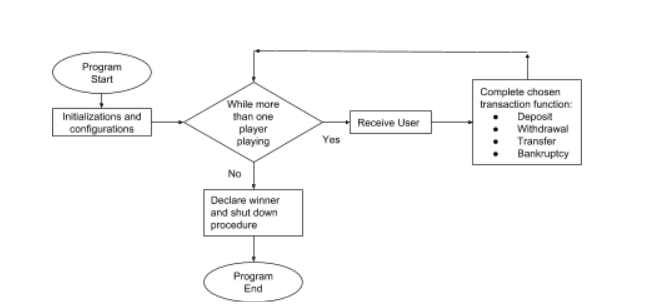 Program
Start
Initializations and
configurations
While more
than one
player
playing
Yes
Receive User
Complete chosen
transaction function:
● Deposit
● Withdrawal
● Transfer
● Bankruptcy
No
Declare winner
and shut down
procedure
Program
End